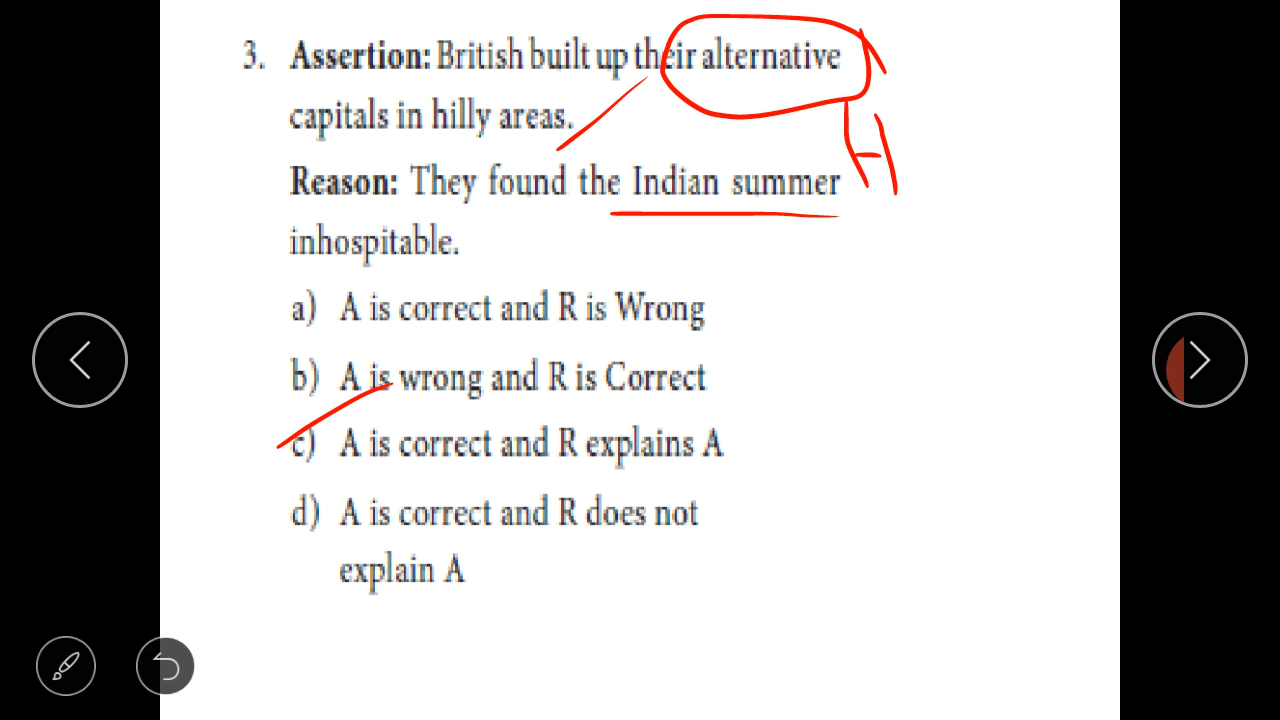 3. Assertion: British built up their alternative
capitals in hilly areas.
Reason: They found the Indian summer
inhospitable.
a) A is correct and R is Wrong
b) A is wrong and R is Correct
c) A is correct and R explains A
d) A is correct and R does not
explain A